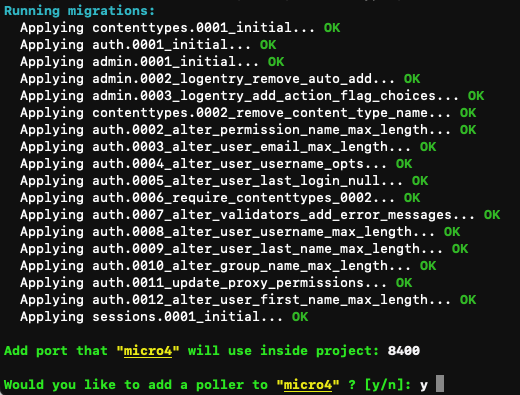 Running migrations:
Applying contenttypes.0001_initial... OK
Applying auth.0001_initial... OK
Applying admin.0001_initial... OK
Applying admin.0002_logentry_remove_auto_add... OK
Applying admin.0003_logentry_add_action_flag_choices... OK
Applying contenttypes.0002_remove_content_type_name... OK
Applying auth.0002_alter_permission_name_max_length... OK
Applying auth.0003_alter_user_email_max_length... OK
Applying auth.0004_alter_user_username_opts... OK
Applying auth.0005_alter_user_last_login_null... OK
Applying auth.0006_require_contenttypes_0002... OK
Applying auth.0007_alter_validators_add_error_messages... OK
Applying auth.0008_alter_user_username_max_length... OK
Applying auth.0009_alter_user_last_name_max_length... OK
Applying auth.0010_alter_group_name_max_length... OK
Applying auth.0011_update_proxy_permissions... OK
Applying auth.0012_alter_user_first_name_max_length... OK
Applying sessions.0001_initial... OK
Add port that "micro4" will use inside project: 8400
Would you like to add a poller to "micro4" ? [y/n]: y